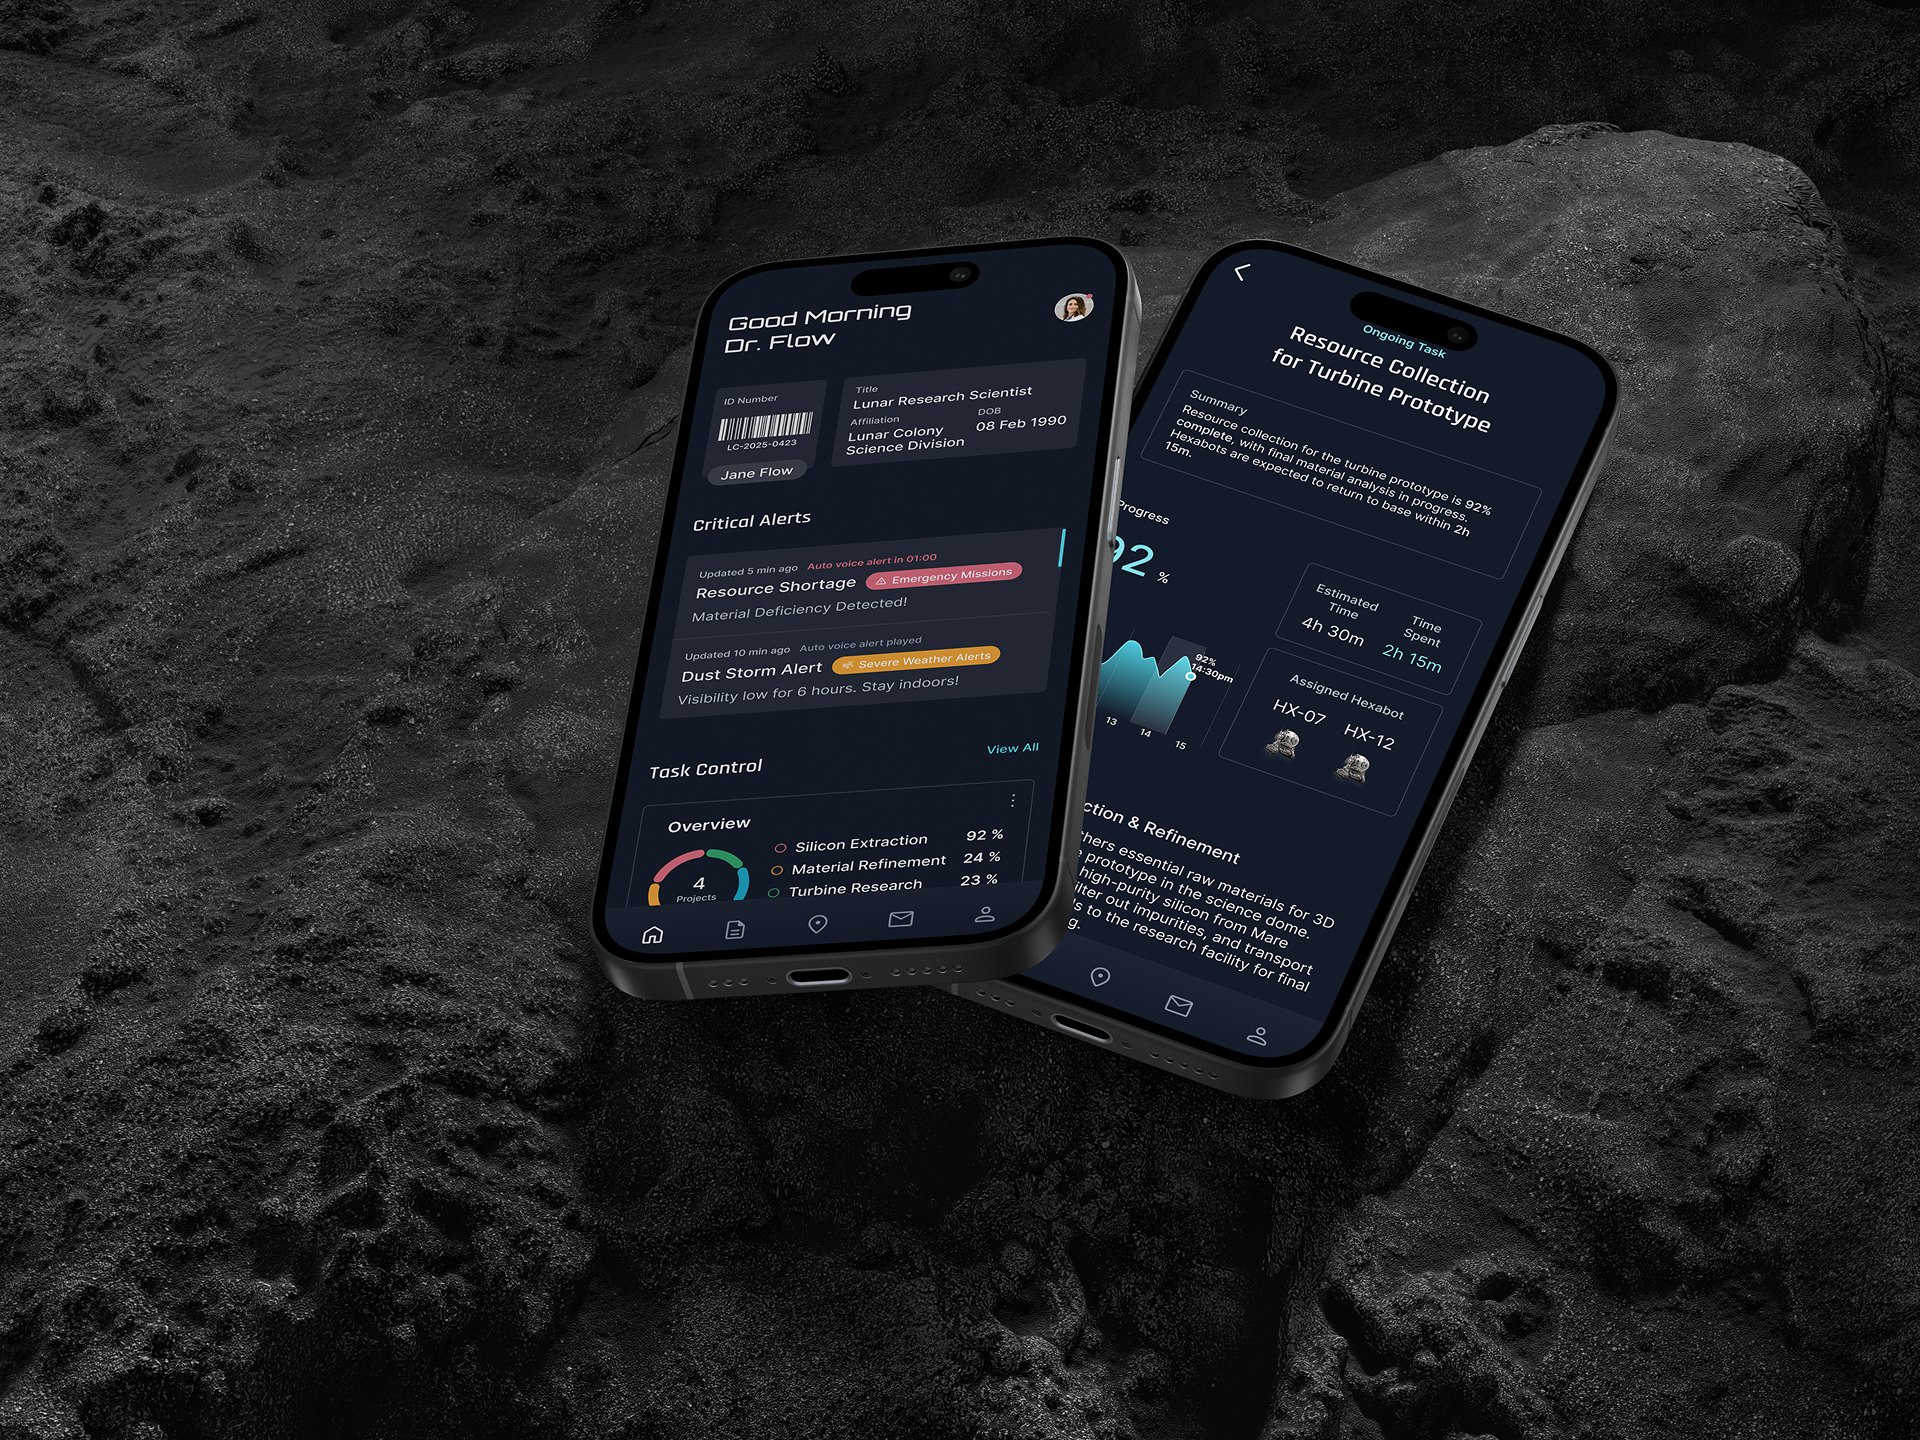 Good Morning
Dr. Flow
ID Number
LC-2025-0423
Jane Flow
Title
Lunar Research Scientist
Affiliation
Lunar Colony
Science Division
DOB
08 Feb 1990
Critical Alerts
Updated 5 min ago Auto voice alert in 01:00
Resource Shortage Emergency Missions
Material Deficiency Detected!
Updated 10 min ago Auto voice alert played
Dust Storm Alert Severe Weather Alerts
Visibility low for 6 hours. Stay indoors!
Task Control View All
Overview
4
Projects
Silicon Extraction 92 %
Material Refinement 24 %
Turbine Research 23 %
Ongoing Task
Resource Collection
for Turbine Prototype
Summary
Resource collection for the turbine prototype is 92%
complete, with final material analysis in progress.
Hexabots are expected to return to base within 2h
15m.
Progress
92 %
92%
14:30pm
13 14 15
Estimated
Time
4h 30m
Time
Spent
2h 15m
Assigned Hexabot
HX-07 HX-12
& Refinement
essential raw materials for 3D
prototype in the science dome.
high-purity silicon from Mare
out impurities, and transport
to the research facility for final